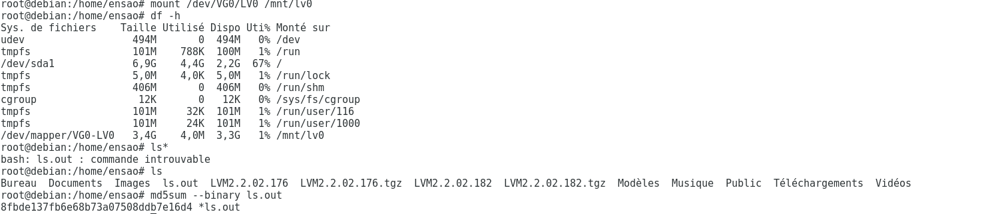 root@debian:/home/ensao# mount /dev/VG0/LV0 /mnt/lv0
root@debian:/home/ensao# df -h
Sys. de fichiers    Taille Utilisé Dispo Uti% Monté sur
udev                  494M       0  494M   0% /dev
tmpfs                 101M    788K  100M   1% /run
/dev/sda1             6,9G    4,4G  2,2G  67% /
tmpfs                 5,0M    4,0K  5,0M   1% /run/lock
tmpfs                 406M       0  406M   0% /run/shm
cgroup                 12K       0   12K   0% /sys/fs/cgroup
tmpfs                 101M     32K  101M   1% /run/user/116
tmpfs                 101M     24K  101M   1% /run/user/1000
/dev/mapper/VG0-LV0   3,4G    4,0M  3,3G   1% /mnt/lv0
root@debian:/home/ensao# ls*
bash: ls.out : commande introuvable
root@debian:/home/ensao# ls
Bureau  Documents  Images  ls.out  LVM2.2.02.176  LVM2.2.02.176.tgz  LVM2.2.02.182  LVM2.2.02.182.tgz  Modèles  Musique  Public  Téléchargements  Vidéos
root@debian:/home/ensao# md5sum --binary ls.out
8fbde137fb6e68b73a07508ddb7e16d4 *ls.out